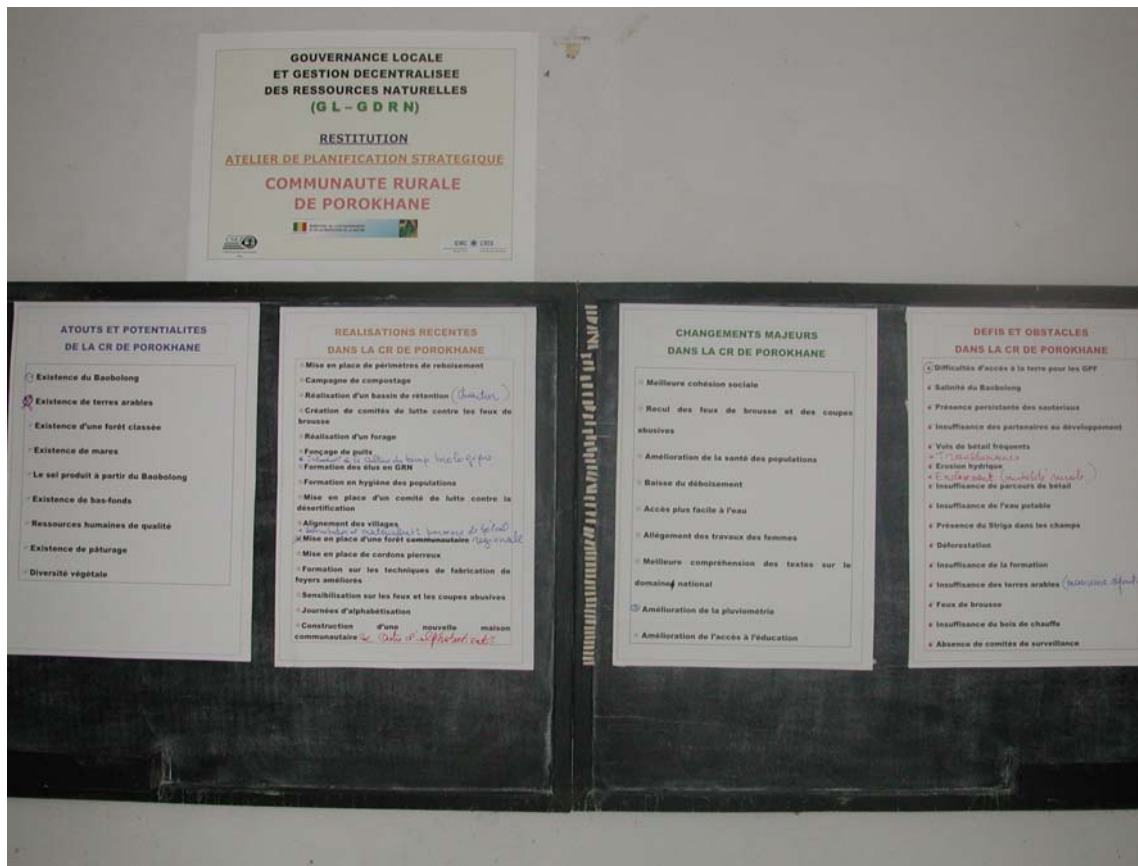 GOUVERNANCE LOCALE
ET GESTION DECENTRALISEE
DES RESSOURCES NATURELLES
(G L – G D R N)
RESTITUTION
ATELIER DE PLANIFICATION STRATEGIQUE
COMMUNAUTE RURALE
DE POROKHANE
ATOUTS ET POTENTIALITES
DE LA CR DE POROKHANE
Existence du Baobolong
Existence de terres arables
Existence d'une forêt classée
Existence de mares
Le sel produit à partir du Baobolong
Existence de bas-fonds
Ressources humaines de qualité
Existence de pâturage
Diversité végétale
REALISATIONS RECENTES
DANS LA CR DE POROKHANE
Mise en place de périmètres de reboisement
Campagne de compostage
Réalisation d'un bassin de rétention
Création de comités de lutte contre les feux de
brousse
Réalisation d'un forage
Fonçage de puits
biologique
Formation des élus en GRN
Formation en hygiène des populations
Mise en place d'un comité de lutte contre la
désertification
Alignement des villages
parcours de bétail
Mise en place d'une forêt communautaire régionale
Mise en place de cordons pierreux
Formation sur les techniques de fabrication de
foyers améliorés
Sensibilisation sur les feux et les coupes abusives
Journées d'alphabétisation
Construction d'une nouvelle maison
communautaire
CHANGEMENTS MAJEURS
DANS LA CR DE POROKHANE
Meilleure cohésion sociale
Recul des feux de brousse et des coupes
abusives
Amélioration de la santé des populations
Baisse du déboisement
Accès plus facile à l'eau
Allègement des travaux des femmes
Meilleure compréhension des textes sur le
domaine national
Amélioration de la pluviométrie
Amélioration de l'accès à l'éducation
DEFIS ET OBSTACLES
DANS LA CR DE POROKHANE
Difficultés d'accès à la terre pour les GPF
Salinité du Baobolong
Présence persistante des sauteriaux
Insuffisance des partenaires au développement
Vols de bétail fréquents
Transhumance
Erosion hydrique
Enclavement (mobilité rurale)
Insuffisance de parcours de bétail
Insuffisance de l'eau potable
Présence du Striga dans les champs
Déforestation
Insuffisance de la formation
Insuffisance des terres arables
Feux de brousse
Insuffisance du bois de chauffe
Absence de comités de surveillance